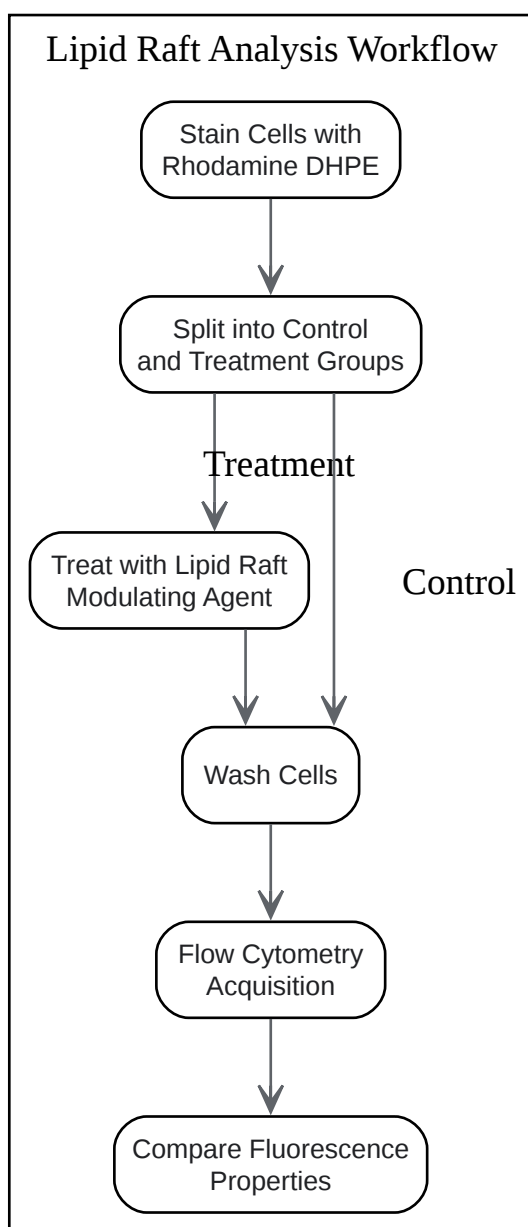 Lipid Raft Analysis Workflow
Stain Cells with
Rhodamine DHPE
Split into Control
and Treatment Groups
Treatment
Treat with Lipid Raft
Modulating Agent
Control
Wash Cells
Flow Cytometry
Acquisition
Compare Fluorescence
Properties